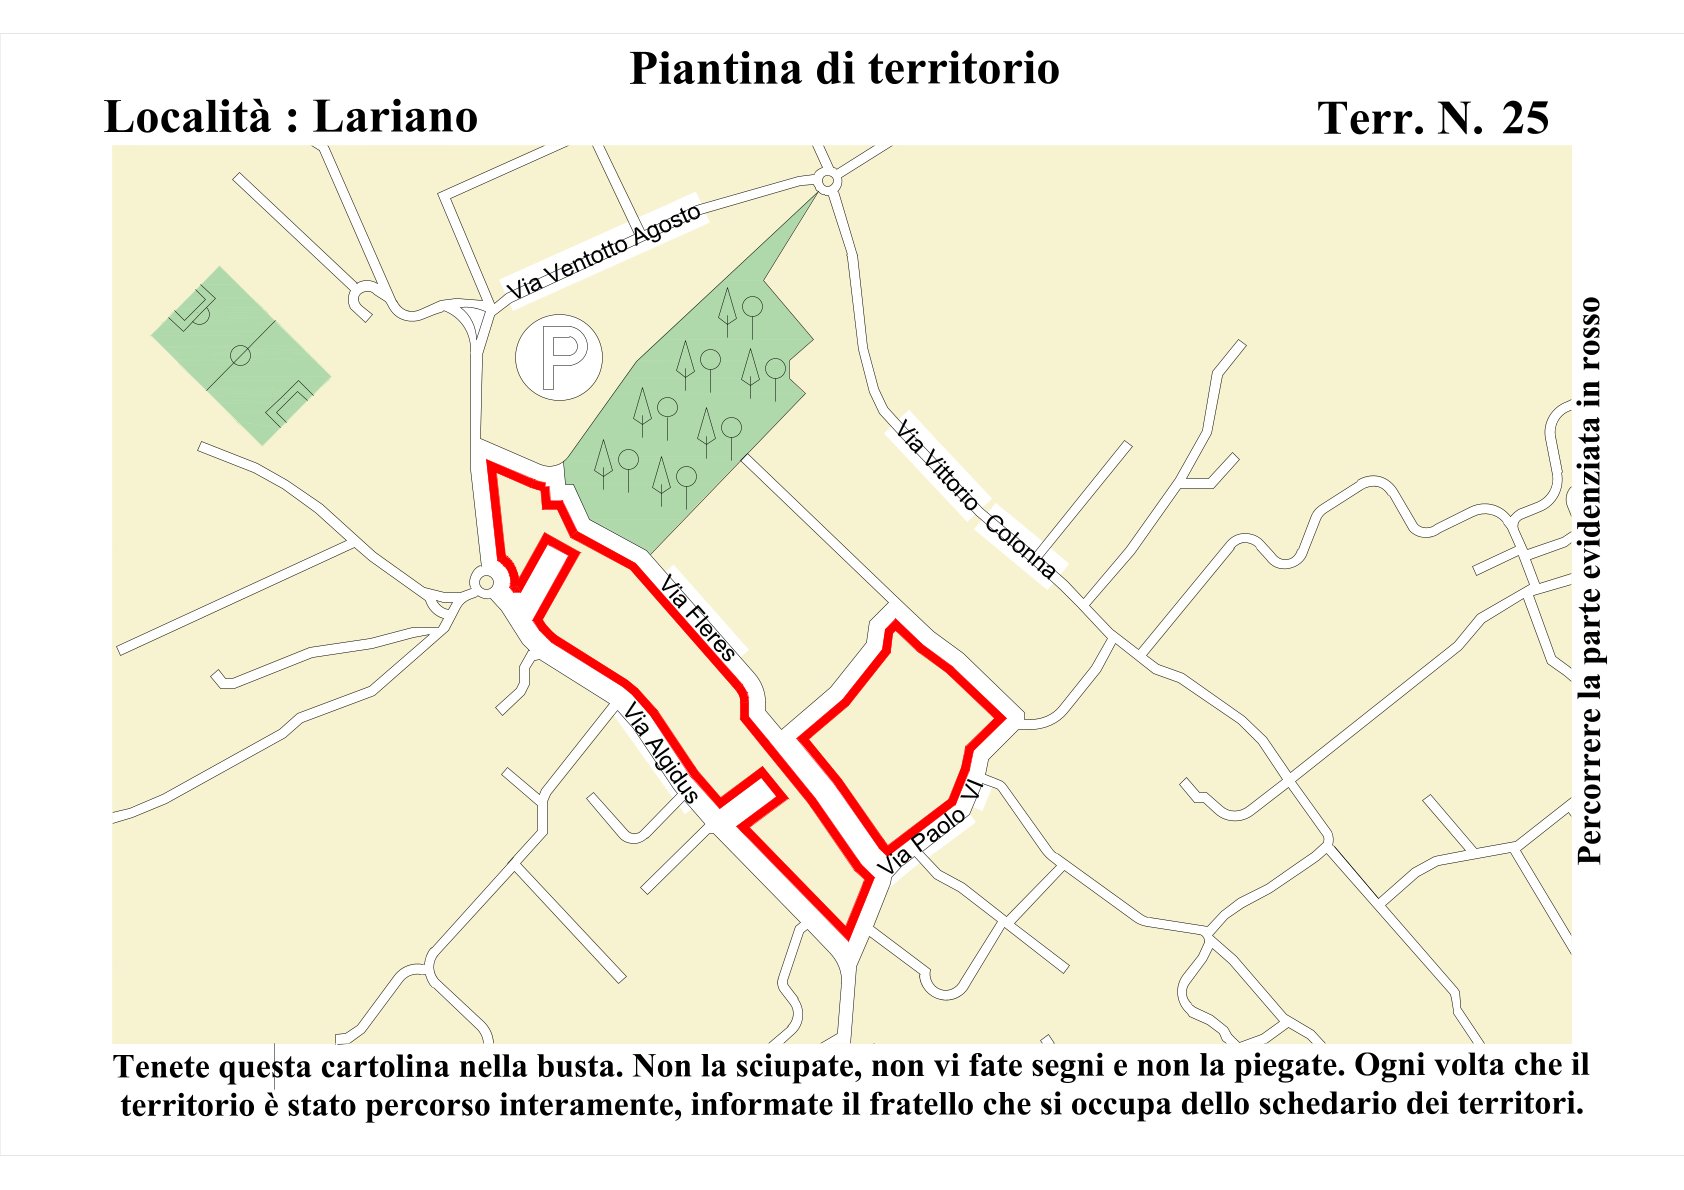 Piantina di territorio
Località : Lariano
Terr. N. 25
Via Ventotto Agosto
P
Via Vittorio Colonna
Via Fleres
Via Algidus
Via Paolo VI
Percorrere la parte evidenziata in rosso
Tenete questa cartolina nella busta. Non la sciupate, non vi fate segni e non la piegate. Ogni volta che il
territorio è stato percorso interamente, informate il fratello che si occupa dello schedario dei territori.